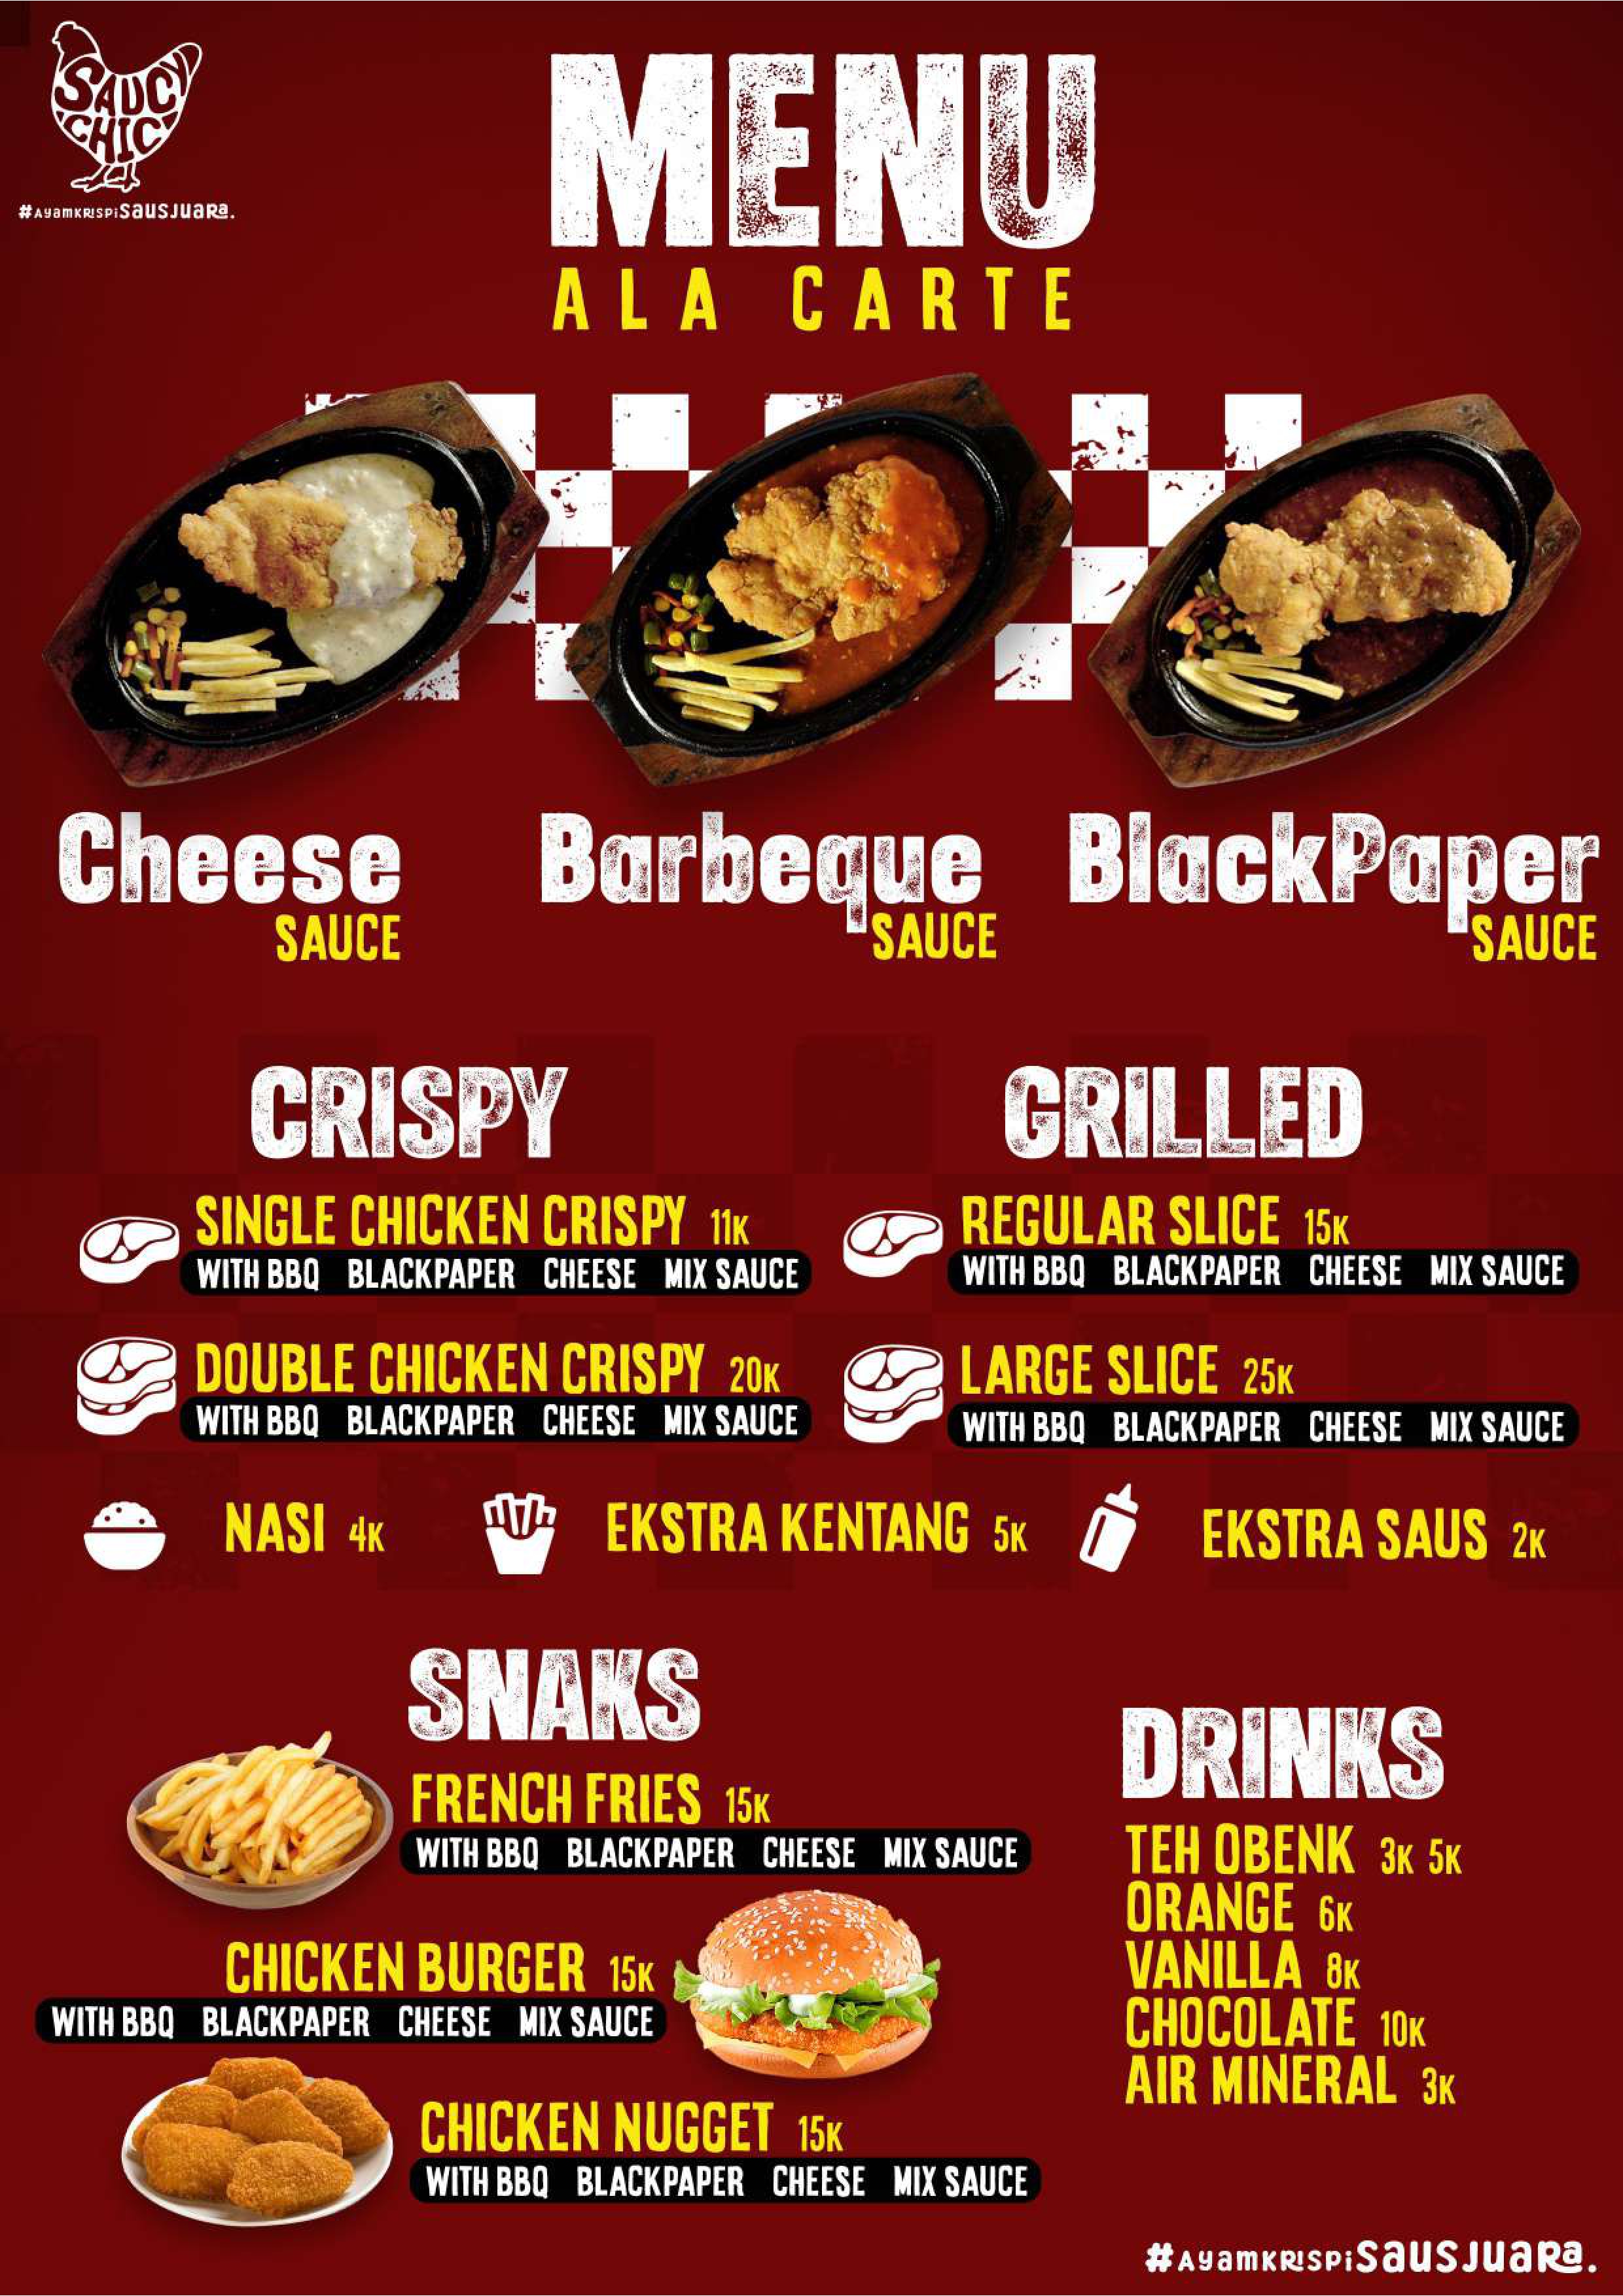 SAUCY
CHIC
#AyamKRispiSausJuaRa.
MENU
ALA CARTE
Cheese
SAUCE
Barbeque
SAUCE
BlackPaper
SAUCE
CRISPY
SINGLE CHICKEN CRISPY 11K
WITH BBQ BLACKPAPER CHEESE MIX SAUCE
DOUBLE CHICKEN CRISPY 20K
WITH BBQ BLACKPAPER CHEESE MIX SAUCE
GRILLED
REGULAR SLICE 15K
WITH BBQ BLACKPAPER CHEESE MIX SAUCE
LARGE SLICE 25K
WITH BBQ BLACKPAPER CHEESE MIX SAUCE
NASI 4K
EKSTRA KENTANG 5K
EKSTRA SAUS 2K
SNAKS
FRENCH FRIES 15K
WITH BBQ BLACKPAPER CHEESE MIX SAUCE
CHICKEN BURGER 15K
WITH BBQ BLACKPAPER CHEESE MIX SAUCE
CHICKEN NUGGET 15K
WITH BBQ BLACKPAPER CHEESE MIX SAUCE
DRINKS
TEH OBENK 3K 5K
ORANGE 6K
VANILLA 8K
CHOCOLATE 10K
AIR MINERAL 3K
#AyamKRispiSausJuaRa.